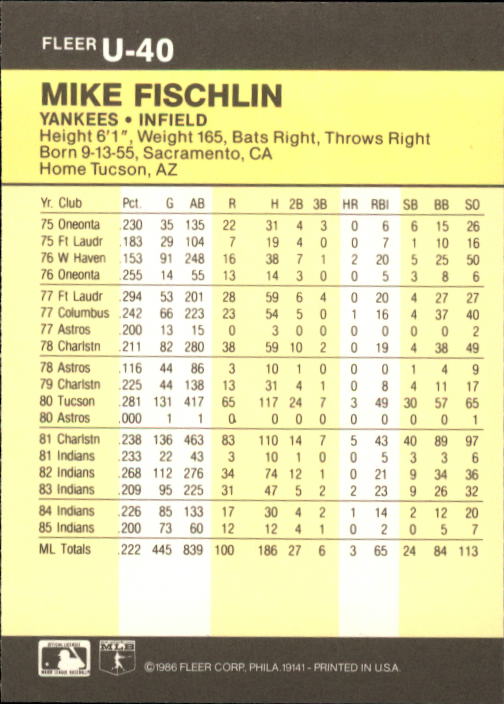 FLEER U-40
MIKE FISCHLIN
YANKEES • INFIELD
Height 6'1", Weight 165, Bats Right, Throws Right
Born 9-13-55, Sacramento, CA
Home Tucson, AZ
Yr. Club Pct. G AB R H 2B 3B HR RBI SB BB SO
75 Oneonta .230 35 135 22 31 4 3 0 6 6 15 26
75 Ft Laudr .183 29 104 7 19 4 0 0 7 1 10 16
76 W Haven .153 91 248 16 38 7 1 2 20 5 25 50
76 Oneonta .255 14 55 13 14 3 0 0 5 3 8 6
77 Ft Laudr .294 53 201 28 59 6 4 0 20 4 27 27
77 Columbus .242 66 223 23 54 5 0 1 16 4 37 40
77 Astros .200 13 15 0 3 0 0 0 0 0 0 2
78 Charlstn .211 82 280 38 59 10 2 0 19 4 38 49
78 Astros .116 44 86 3 10 1 0 0 0 1 4 9
79 Charlstn .225 44 138 13 31 4 1 0 8 4 11 17
80 Tucson .281 131 417 65 117 24 7 3 49 30 57 65
80 Astros .000 1 1 0 0 0 0 0 0 0 0 1
81 Charlstn .238 136 463 83 110 14 7 5 43 40 89 97
81 Indians .233 22 43 3 10 1 0 0 5 3 3 6
82 Indians .268 112 276 34 74 12 1 0 21 9 34 36
83 Indians .209 95 225 31 47 5 2 2 23 9 26 32
84 Indians .226 85 133 17 30 4 2 1 14 2 12 20
85 Indians .200 73 60 12 12 4 1 0 2 0 5 7
ML Totals .222 445 839 100 186 27 6 3 65 24 84 113
MLB
©1986 FLEER CORP., PHILA. 19141 - PRINTED IN U.S.A.